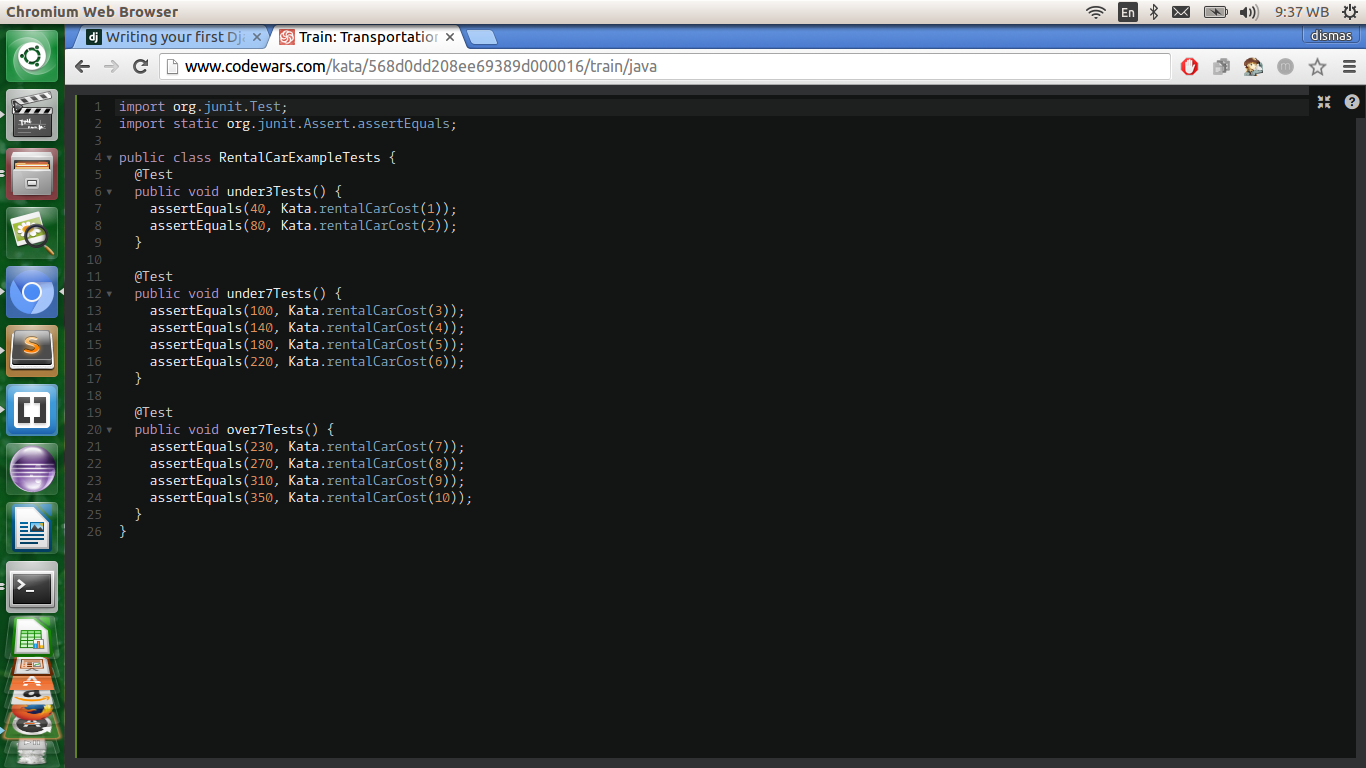 Chromium Web Browser
En
9:37 WB
dj Writing your first Dj
Train: Transportation
dismas
www.codewars.com/kata/568d0dd208ee69389d000016/train/java
1 import org.junit.Test;
2 import static org.junit.Assert.assertEquals;
3
4 public class RentalCarExampleTests {
5 @Test
6 public void under3Tests() {
7 assertEquals(40, Kata.rentalCarCost(1));
8 assertEquals(80, Kata.rentalCarCost(2));
9 }
10
11 @Test
12 public void under7Tests() {
13 assertEquals(100, Kata.rentalCarCost(3));
14 assertEquals(140, Kata.rentalCarCost(4));
15 assertEquals(180, Kata.rentalCarCost(5));
16 assertEquals(220, Kata.rentalCarCost(6));
17 }
18
19 @Test
20 public void over7Tests() {
21 assertEquals(230, Kata.rentalCarCost(7));
22 assertEquals(270, Kata.rentalCarCost(8));
23 assertEquals(310, Kata.rentalCarCost(9));
24 assertEquals(350, Kata.rentalCarCost(10));
25 }
26 }